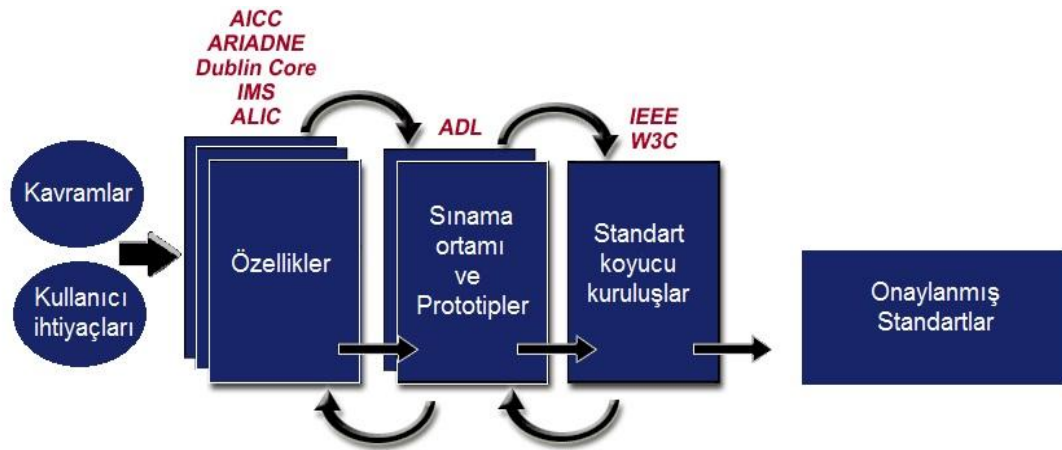 AICC
ARIADNE
Dublin Core
IMS
ALIC
ADL
IEEE
W3C
Kavramlar
Kullanıcı
ihtiyaçları
Özellikler
Sınama
ortamı
ve
Prototipler
Standart
koyucu
kuruluşlar
Onaylanmış
Standartlar